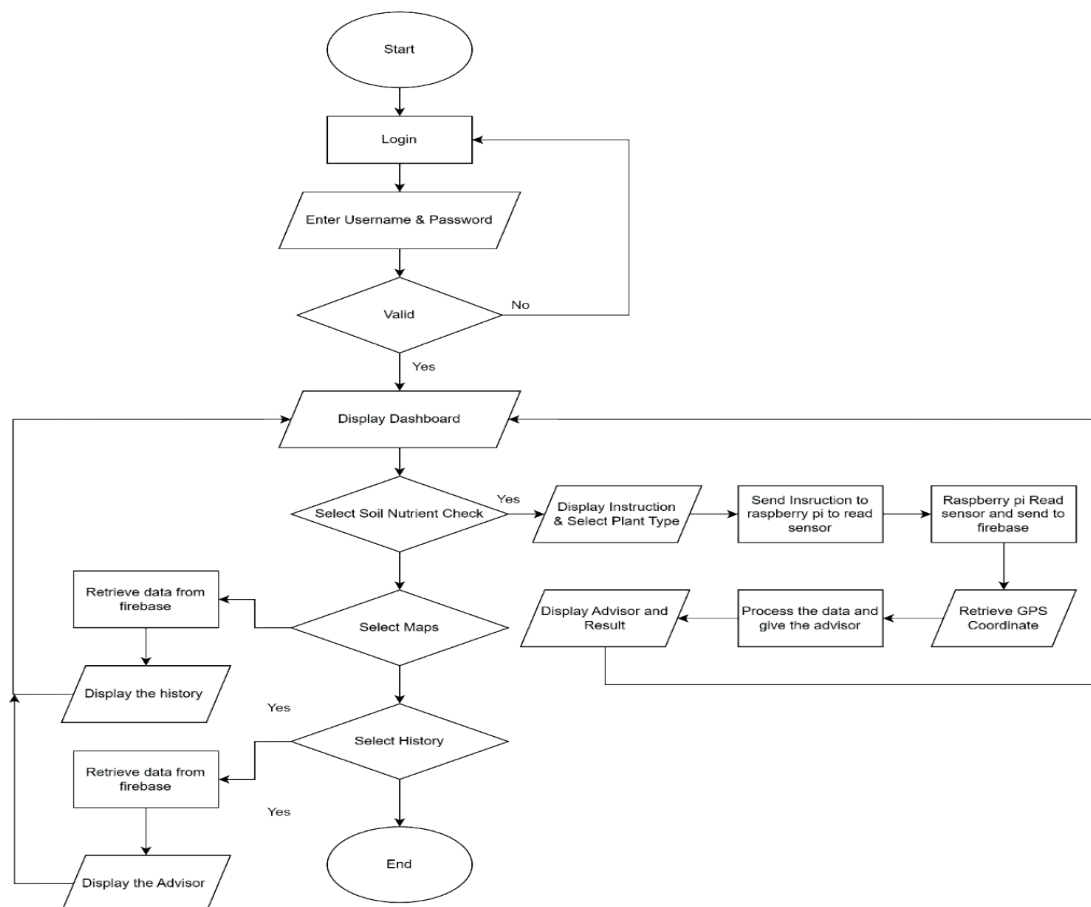 Start
Login
Enter Username & Password
Valid
No
Yes
Display Dashboard
Select Soil Nutrient Check
Yes
Display Instruction
& Select Plant Type
Send Insruction to
raspberry pi to read
sensor
Raspberry pi Read
sensor and send to
firebase
Retrieve GPS
Coordinate
Process the data and
give the advisor
Display Advisor and
Result
Select Maps
Retrieve data from
firebase
Display the history
Yes
Select History
Retrieve data from
firebase
Yes
Display the Advisor
End